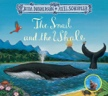 JULIA DONALDSON AXEL SCHEFFLER
The Snail
and the Whale